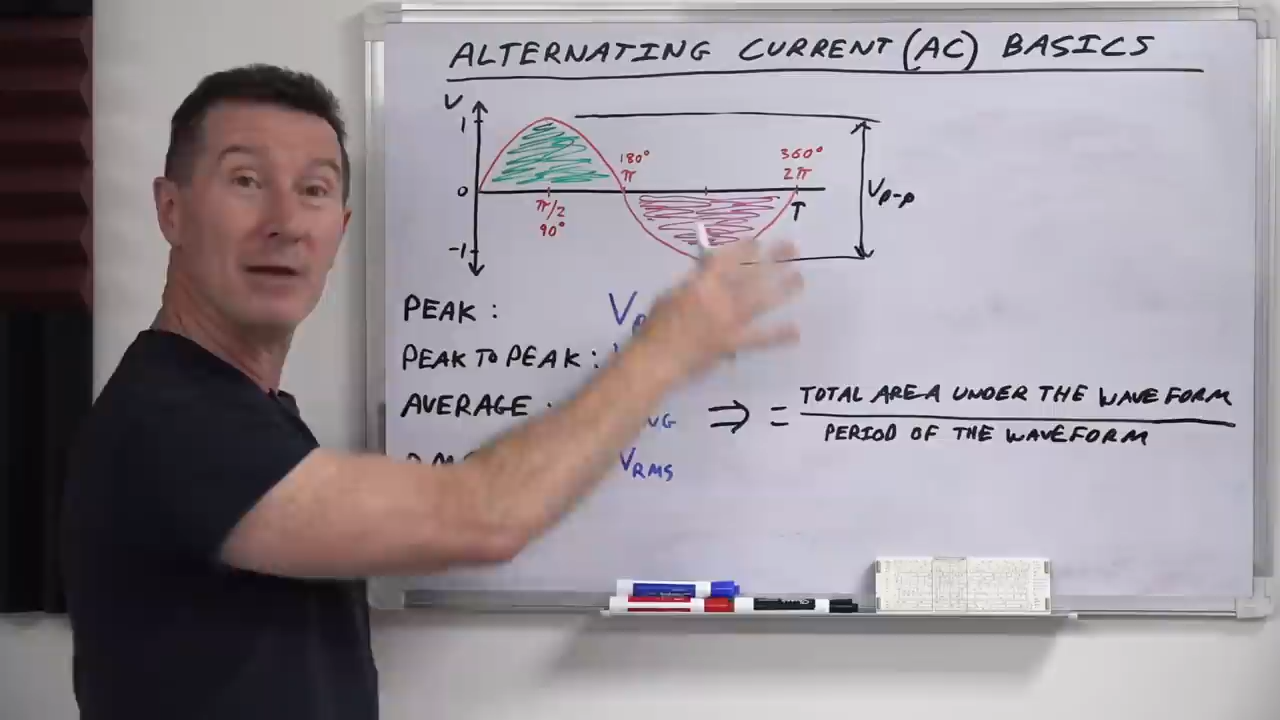 ALTERNATING CURRENT (AC) BASICS
V
1
0
-1
π/2
90°
180°
π
360°
2π
T
Vp-p
PEAK :
PEAK TO PEAK :
AVERAGE :
VRMS
⇒ = TOTAL AREA UNDER THE WAVEFORM
PERIOD OF THE WAVEFORM